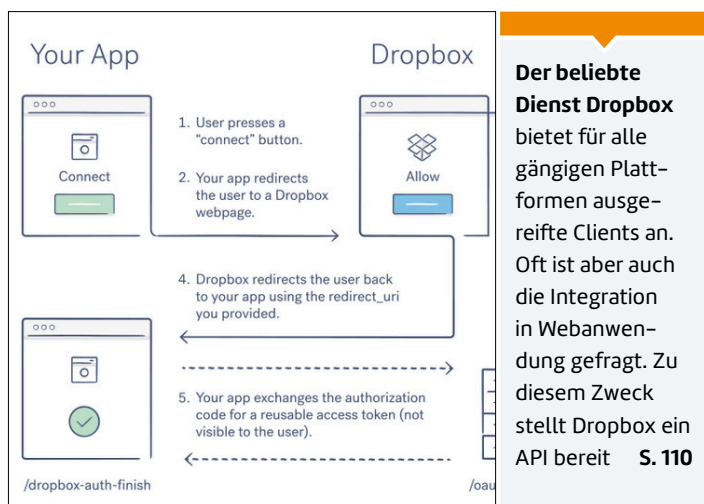 Your App
Dropbox
Connect
1. User presses a
“connect” button.
2. Your app redirects
the user to a Dropbox
webpage.
Allow
4. Dropbox redirects the user back
to your app using the redirect_uri
you provided.
5. Your app exchanges the authorization
code for a reusable access token (not
visible to the user).
/dropbox-auth-finish
/oau
Der beliebte
Dienst Dropbox
bietet für alle
gängigen Platt-
formen ausge-
reifte Clients an.
Oft ist aber auch
die Integration
in Webanwen-
dung gefragt. Zu
diesem Zweck
stellt Dropbox ein
API bereit S. 110